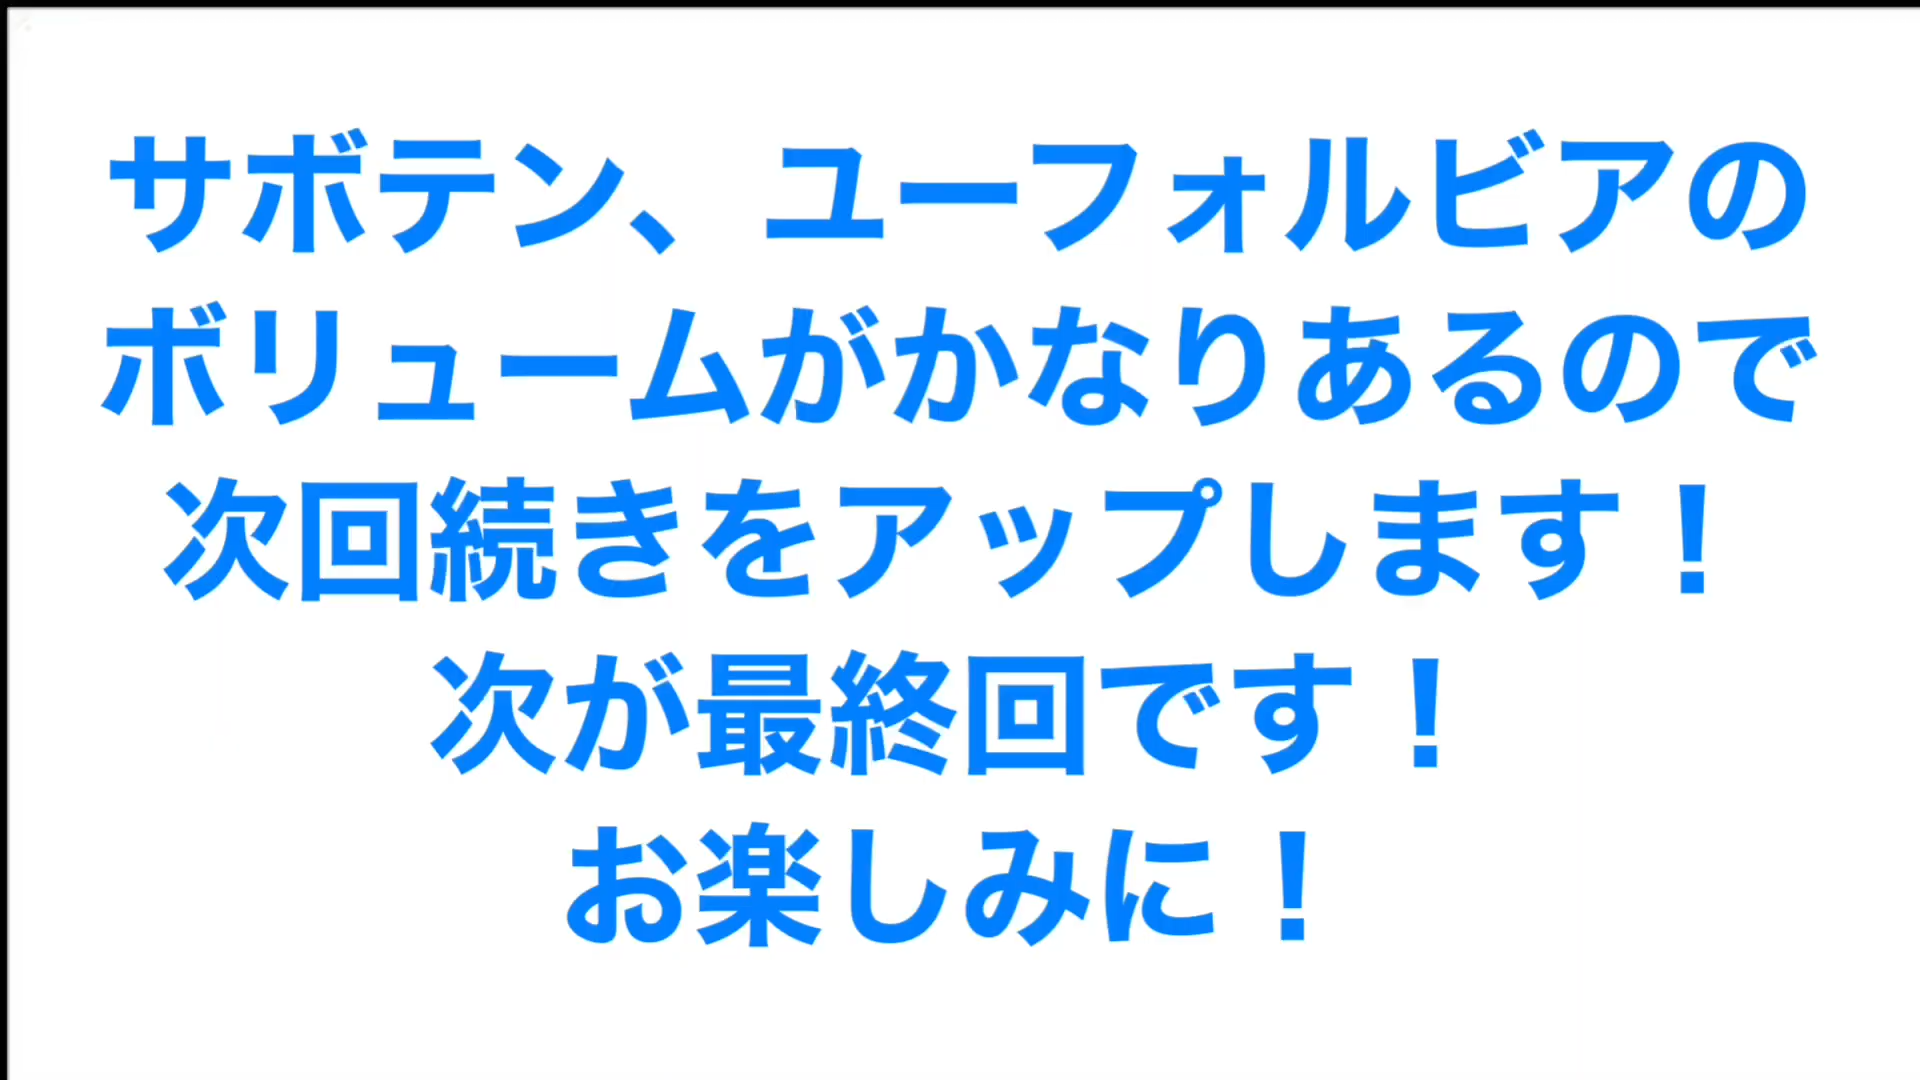 サボテン、ユーフォルビアの
ボリュームがかなりあるので
次回続きをアップします！
次が最終回です！
お楽しみに！